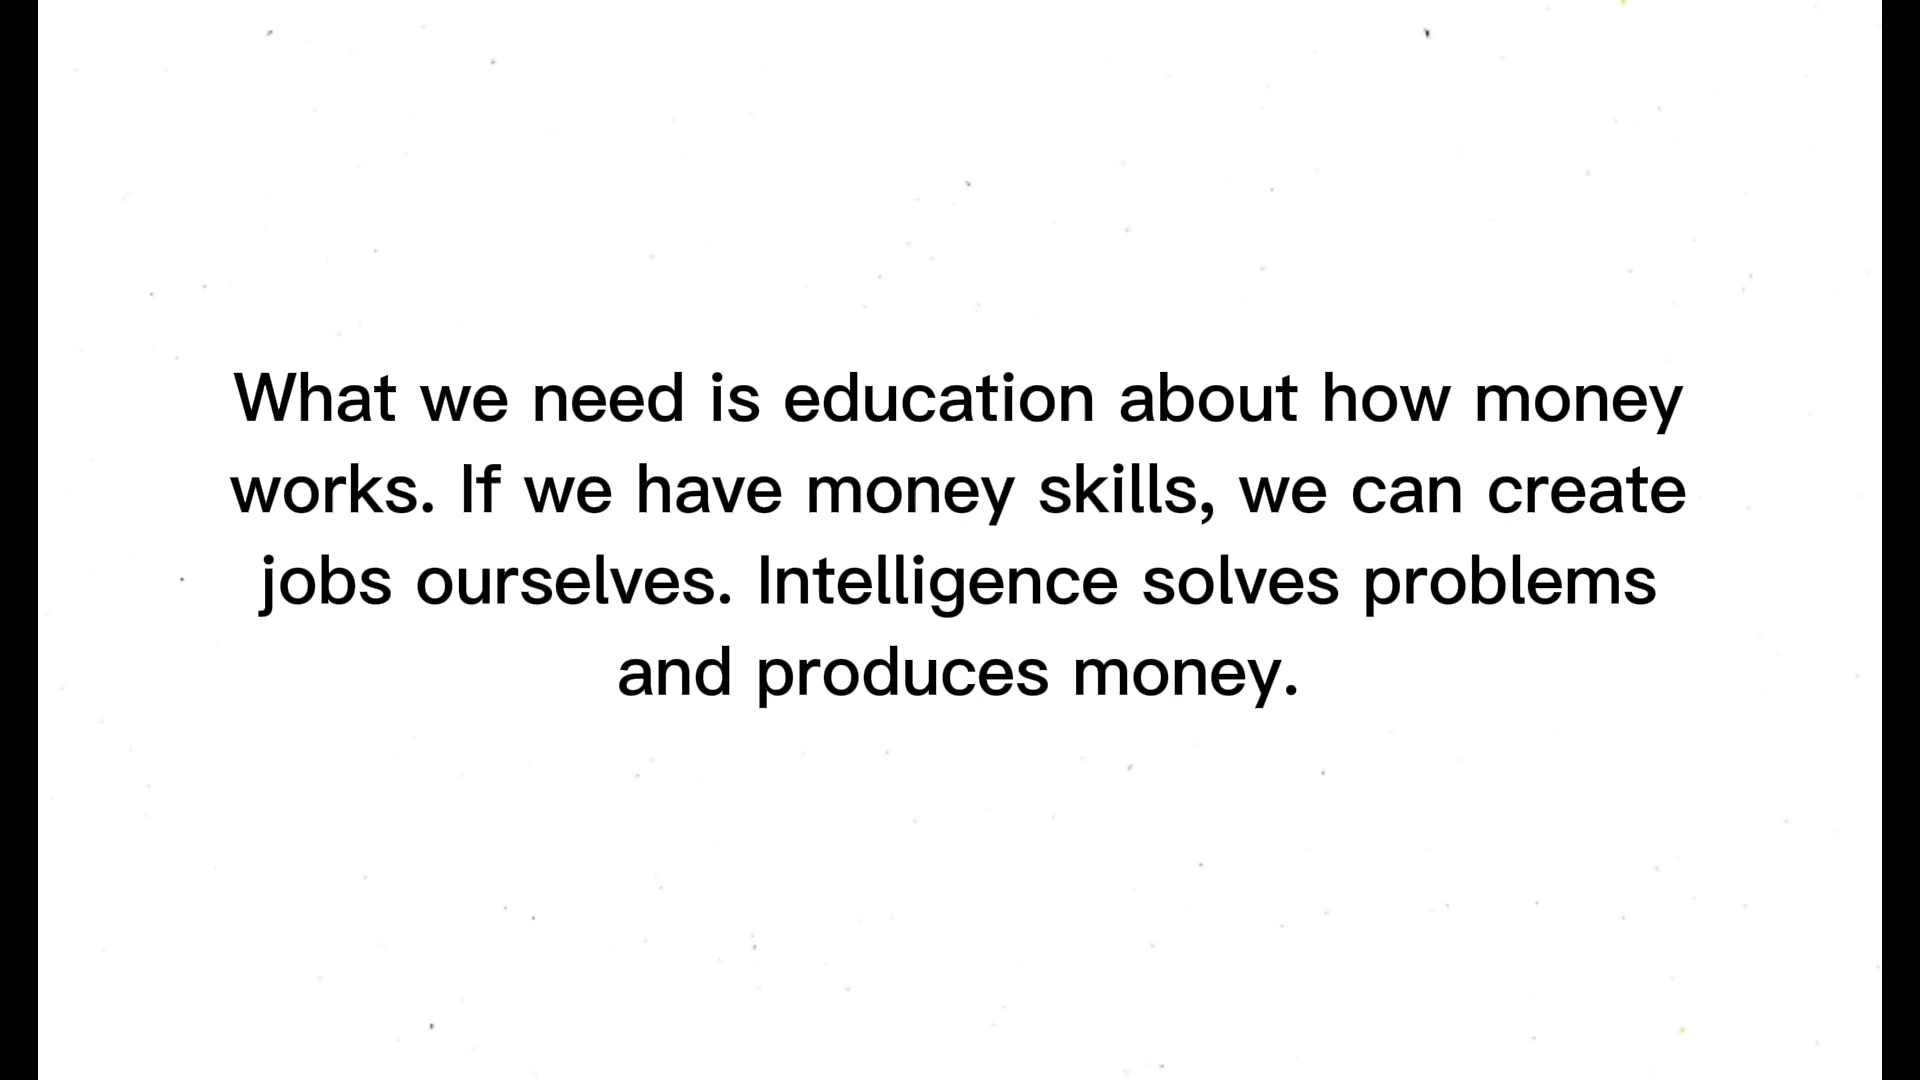 What we need is education about how money
works. If we have money skills, we can create
jobs ourselves. Intelligence solves problems
and produces money.